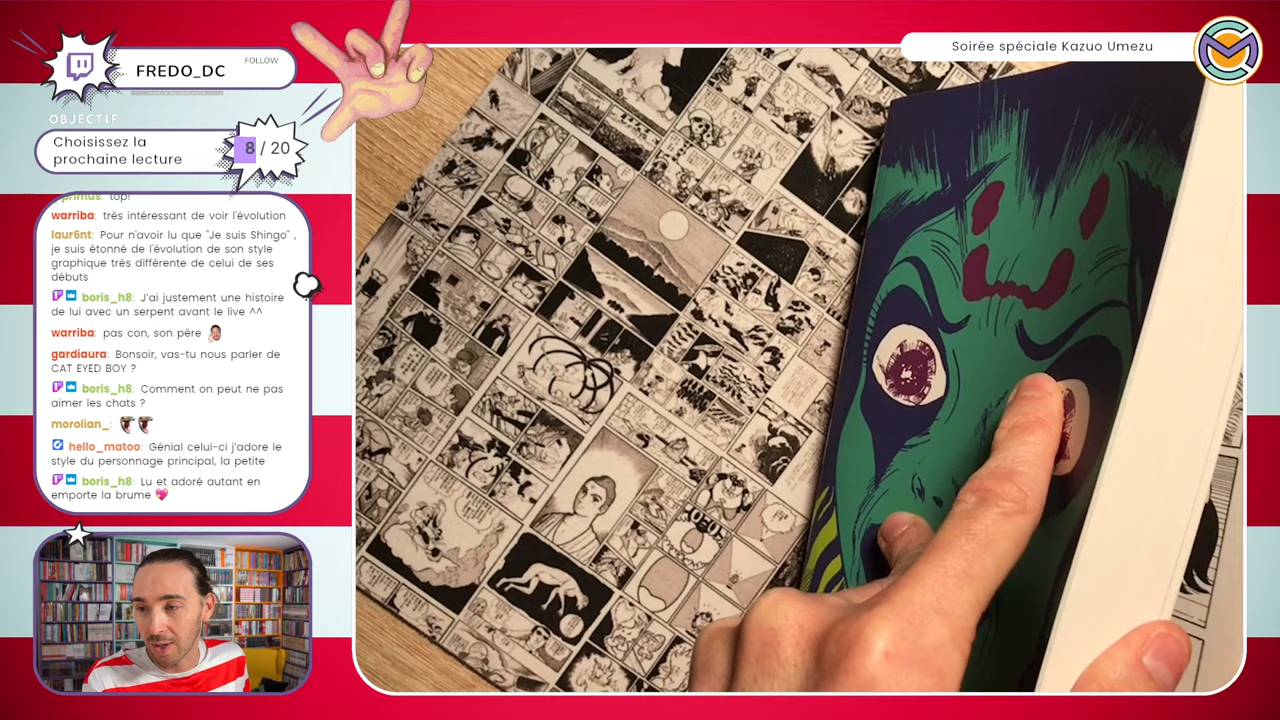 Soirée spéciale Kazuo Umezu
FREDO_DC
FOLLOW
OBJECTIF
Choisissez la
prochaine lecture
8 / 20
primus: top!
warriba: très intéressant de voir l'évolution
laur6nt: Pour n'avoir lu que "Je suis Shingo" ,
je suis étonné de l'évolution de son style
graphique très différente de celui de ses
débuts
boris_h8: J'ai justement une histoire
de lui avec un serpent avant le live ^^
warriba: pas con, son père
gardiaura: Bonsoir, vas-tu nous parler de
CAT EYED BOY ?
boris_h8: Comment on peut ne pas
aimer les chats ?
morolian_:
hello_matoo: Génial celui-ci j'adore le
style du personnage principal, la petite
boris_h8: Lu et adoré autant en
emporte la brume